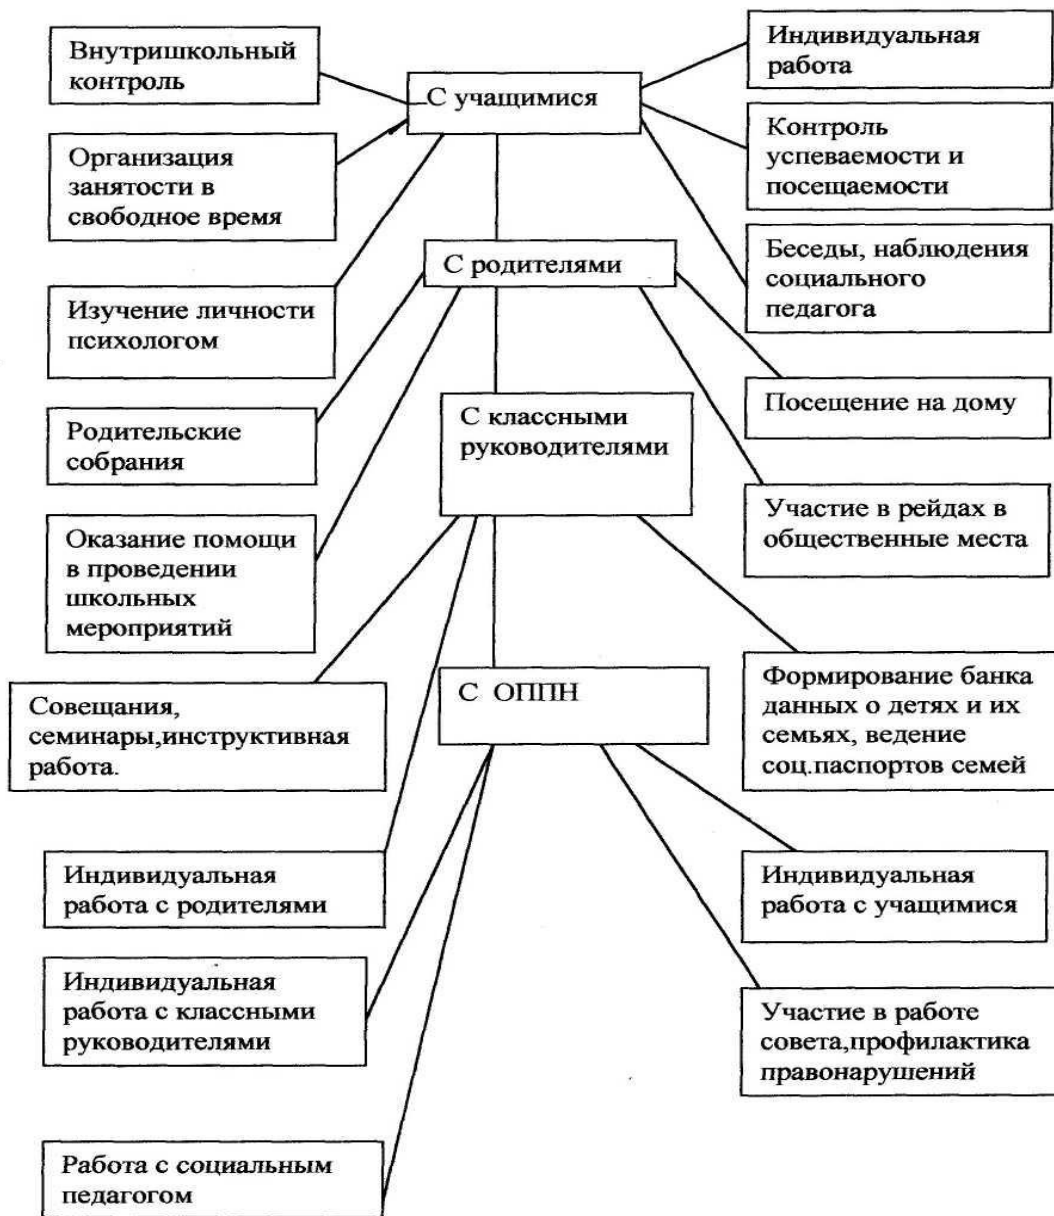 Внутришкольный
контроль
С учащимися
Индивидуальная
работа
Организация
занятости в
свободное время
Контроль
успеваемости и
посещаемости
С родителями
Беседы, наблюдения
социального
педагога
Изучение личности
психологом
Посещение на дому
Родительские
собрания
С классными
руководителями
Участие в рейдах в
общественные места
Оказание помощи
в проведении
школьных
мероприятий
С ОППН
Формирование банка
данных о детях и их
семьях, ведение
соц.паспортов семей
Совещания,
семинары,инструктивная
работа.
Индивидуальная
работа с родителями
Индивидуальная
работа с учащимися
Индивидуальная
работа с классными
руководителями
Участие в работе
совета,профилактика
правонарушений
Работа с социальным
педагогом